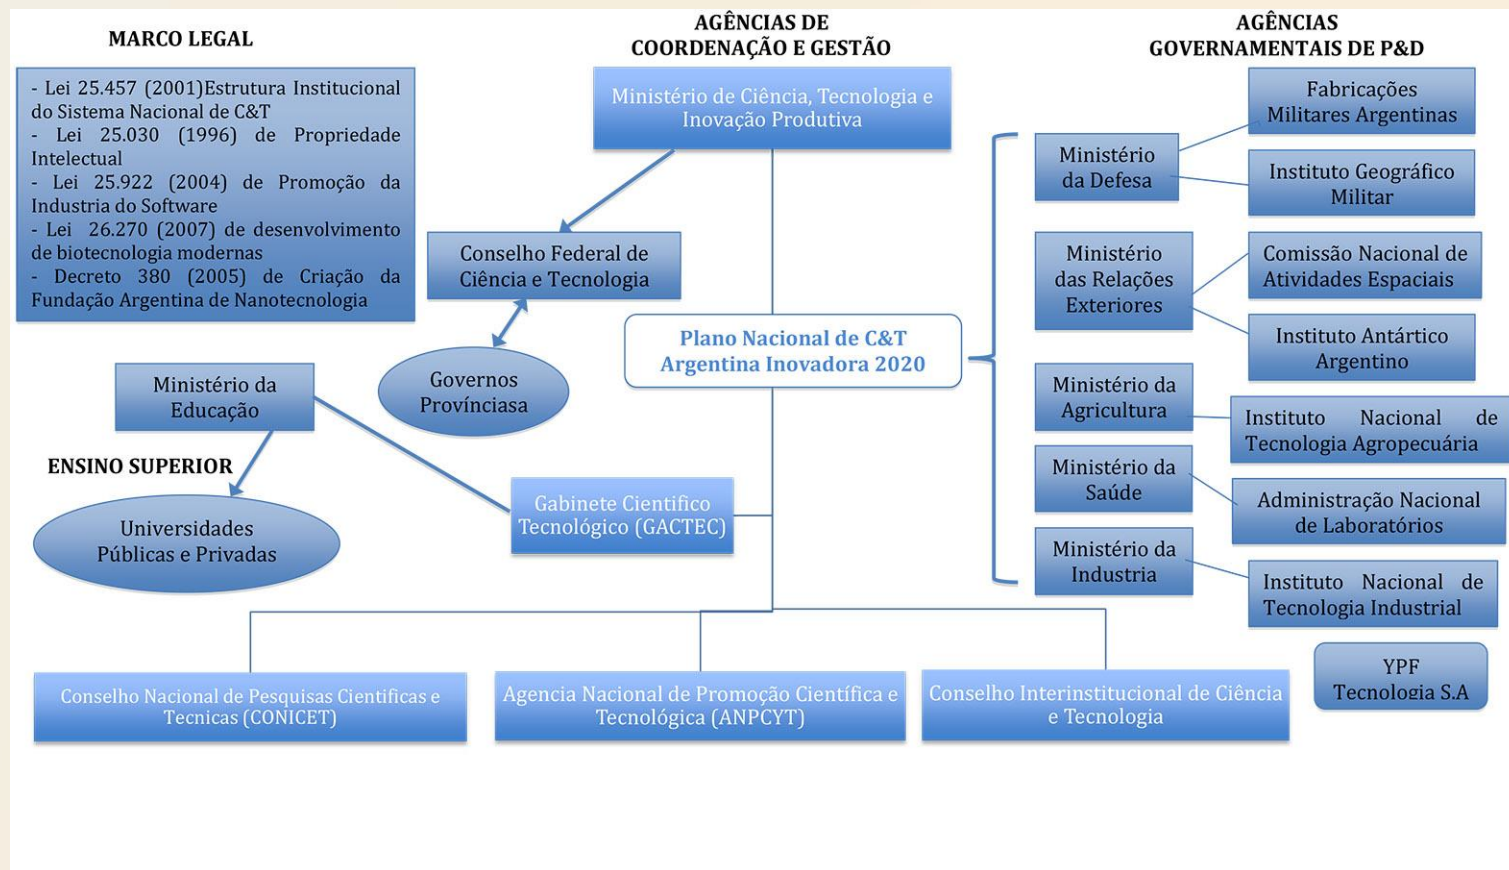 MARCO LEGAL
- Lei 25.457 (2001)Estrutura Institucional
do Sistema Nacional de C&T
- Lei 25.030 (1996) de Propriedade
Intelectual
- Lei 25.922 (2004) de Promoção da
Industria do Software
- Lei 26.270 (2007) de desenvolvimento
de biotecnologia modernas
- Decreto 380 (2005) de Criação da
Fundação Argentina de Nanotecnologia
AGÊNCIAS DE
COORDENAÇÃO E GESTÃO
Ministério de Ciência, Tecnologia e
Inovação Produtiva
Conselho Federal de
Ciência e Tecnologia
Governos
Provínciasa
Plano Nacional de C&T
Argentina Inovadora 2020
Ministério da
Educação
ENSINO SUPERIOR
Universidades
Públicas e Privadas
Gabinete Cientifico
Tecnológico (GACTEC)
Conselho Nacional de Pesquisas Cientificas e
Tecnicas (CONICET)
Agencia Nacional de Promoção Científica e
Tecnológica (ANPCYT)
Conselho Interinstitucional de Ciência
e Tecnologia
AGÊNCIAS
GOVERNAMENTAIS DE P&D
Ministério
da Defesa
Fabricações
Militares Argentinas
Instituto Geográfico
Militar
Ministério
das Relações
Exteriores
Comissão Nacional de
Atividades Espaciais
Instituto Antártico
Argentino
Ministério da
Agricultura
Instituto Nacional de
Tecnologia Agropecuária
Ministério da
Saúde
Administração Nacional
de Laboratórios
Ministério da
Industria
Instituto Nacional de
Tecnologia Industrial
YPF
Tecnologia S.A